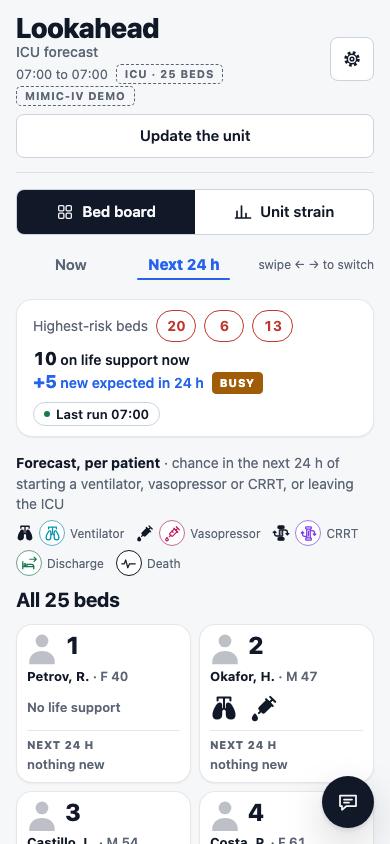 Lookahead
ICU forecast
07:00 to 07:00 ICU · 25 BEDS
MIMIC-IV DEMO
Update the unit
Bed board Unit strain
Now Next 24 h swipe ← → to switch
Highest-risk beds 20 6 13
10 on life support now
+5 new expected in 24 h BUSY
Last run 07:00
Forecast, per patient · chance in the next 24 h of
starting a ventilator, vasopressor or CRRT, or leaving
the ICU
Ventilator Vasopressor CRRT
Discharge Death
All 25 beds
1
Petrov, R. · F 40
No life support
NEXT 24 H
nothing new
2
Okafor, H. · M 47
NEXT 24 H
nothing new
3
Castillo, L. · M 54
4
Costa, P. · F 61